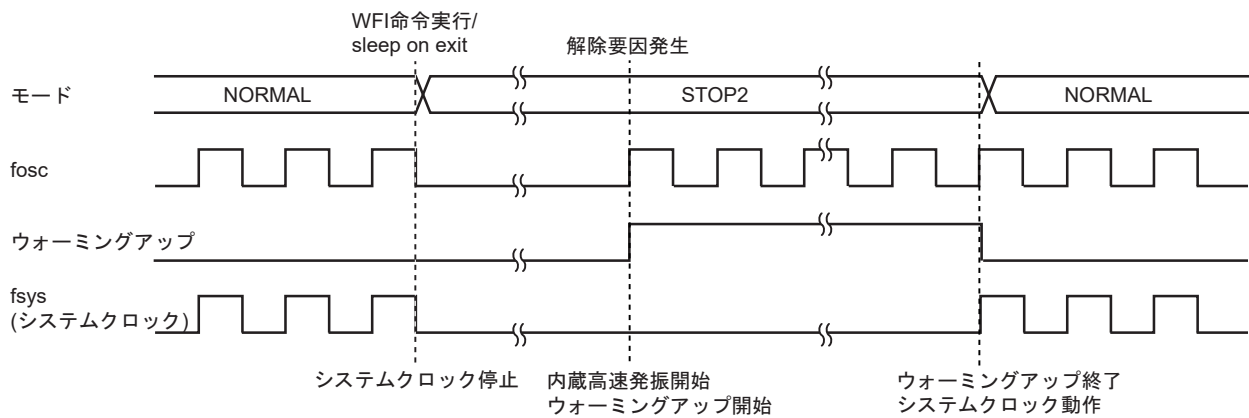 WFI命令実行/
sleep on exit
解除要因発生
モード
NORMAL
STOP2
NORMAL
fosc
ウォーミングアップ
fsys
(システムクロック)
システムクロック停止
内蔵高速発振開始
ウォーミングアップ開始
ウォーミングアップ終了
システムクロック動作